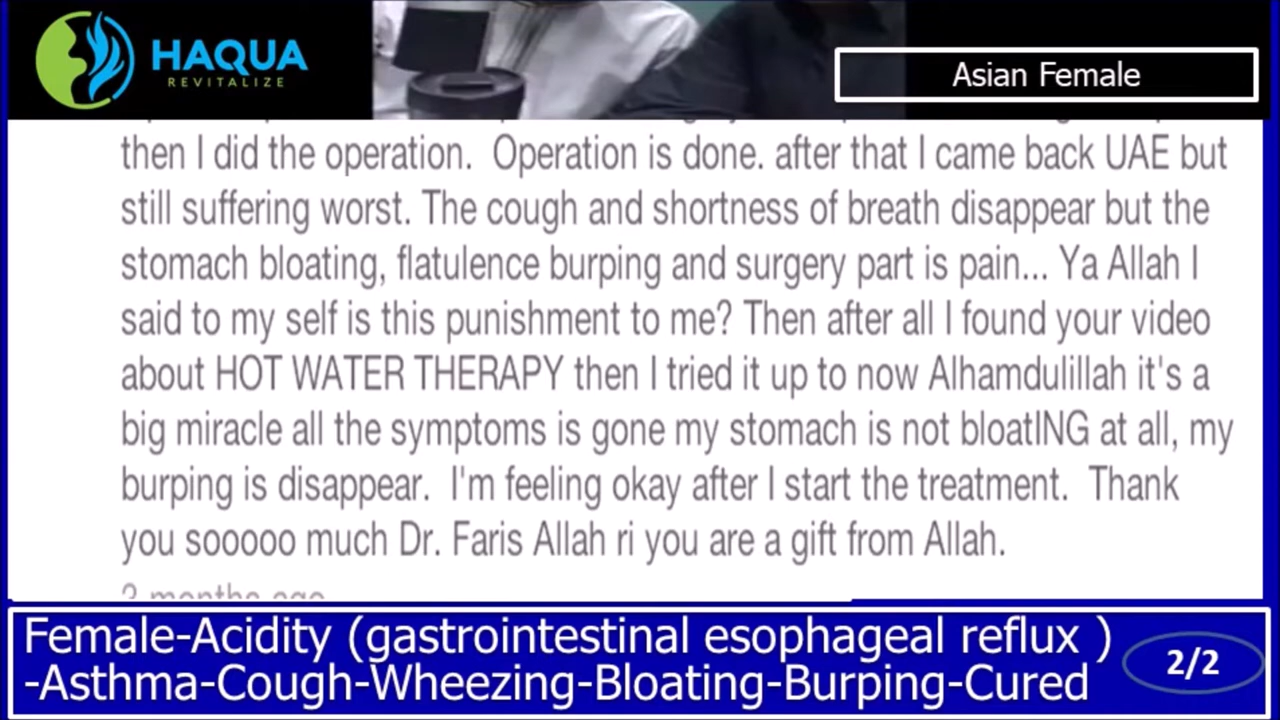 HAQUA
REVITALIZE
Asian Female
then I did the operation. Operation is done. after that I came back UAE but
still suffering worst. The cough and shortness of breath disappear but the
stomach bloating, flatulence burping and surgery part is pain... Ya Allah I
said to my self is this punishment to me? Then after all I found your video
about HOT WATER THERAPY then I tried it up to now Alhamdulillah it's a
big miracle all the symptoms is gone my stomach is not bloatING at all, my
burping is disappear. I'm feeling okay after I start the treatment. Thank
you sooooo much Dr. Faris Allah ri you are a gift from Allah.
months ago
Female-Acidity (gastrointestinal esophageal reflux )
-Asthma-Cough-Wheezing-Bloating-Burping-Cured
2/2